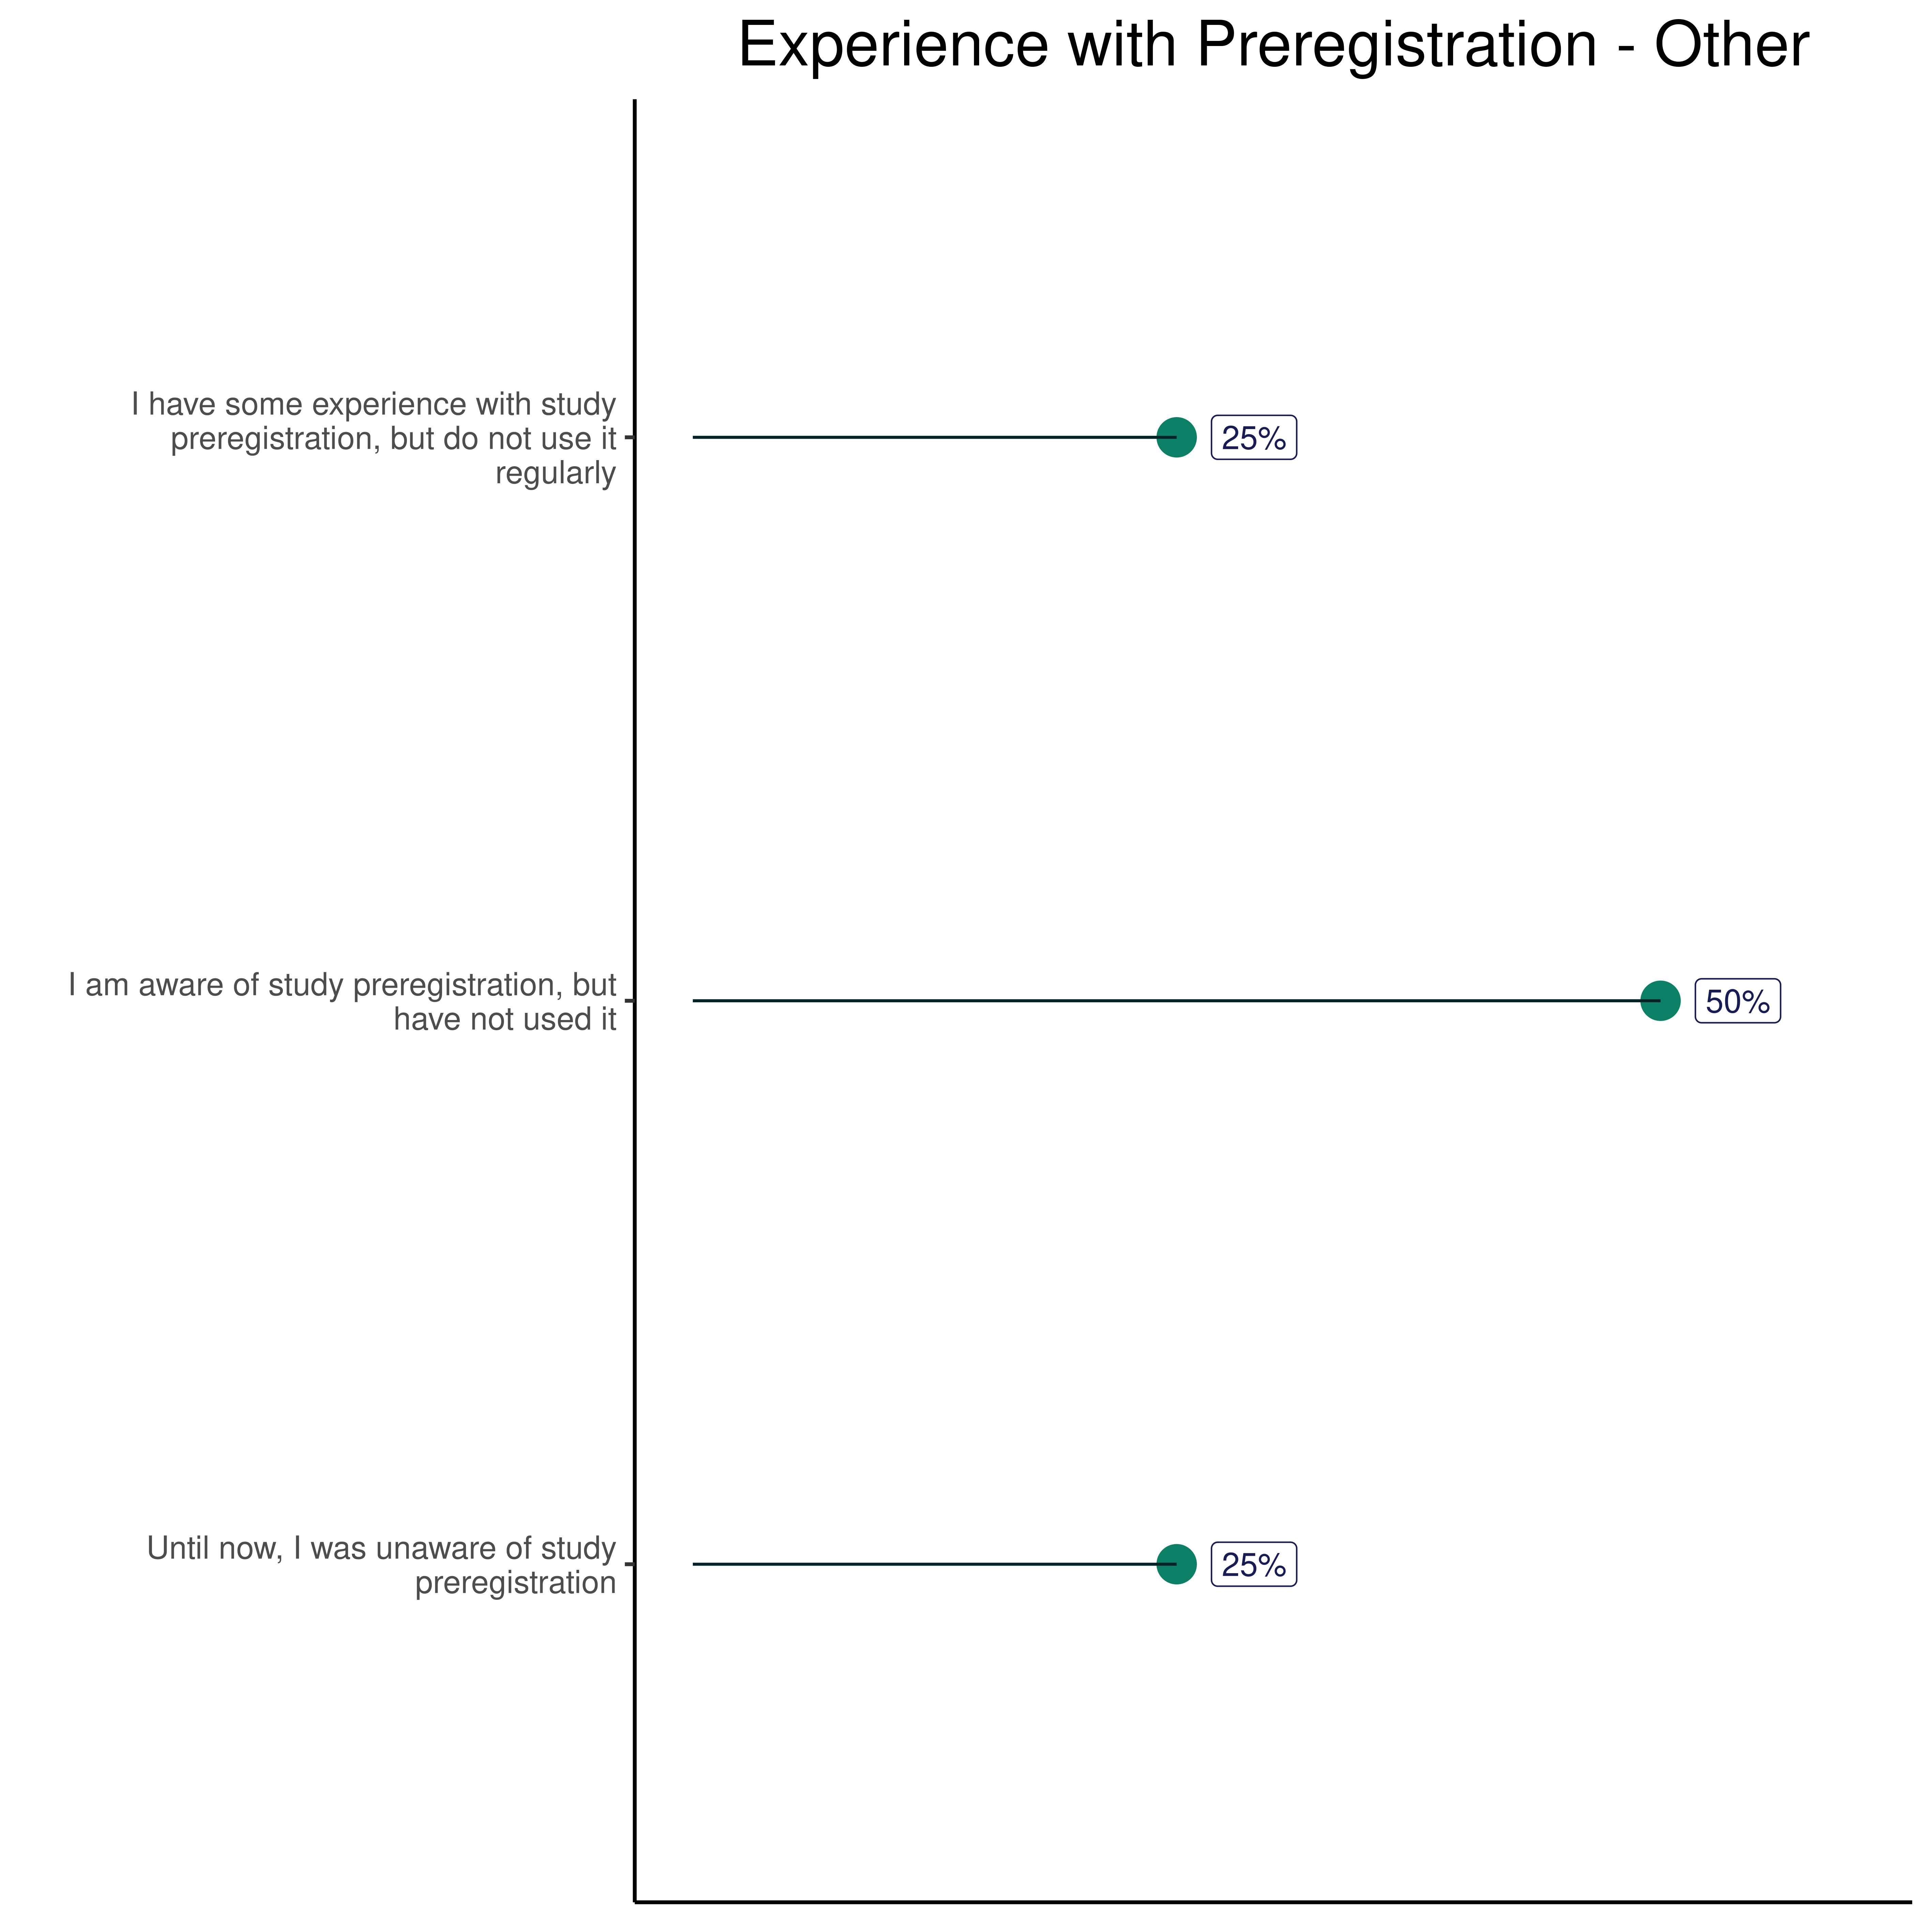 Experience with Preregistration - Other
I have some experience with study
preregistration, but do not use it
regularly
25%
I am aware of study preregistration, but
have not used it
50%
Until now, I was unaware of study
preregistration
25%